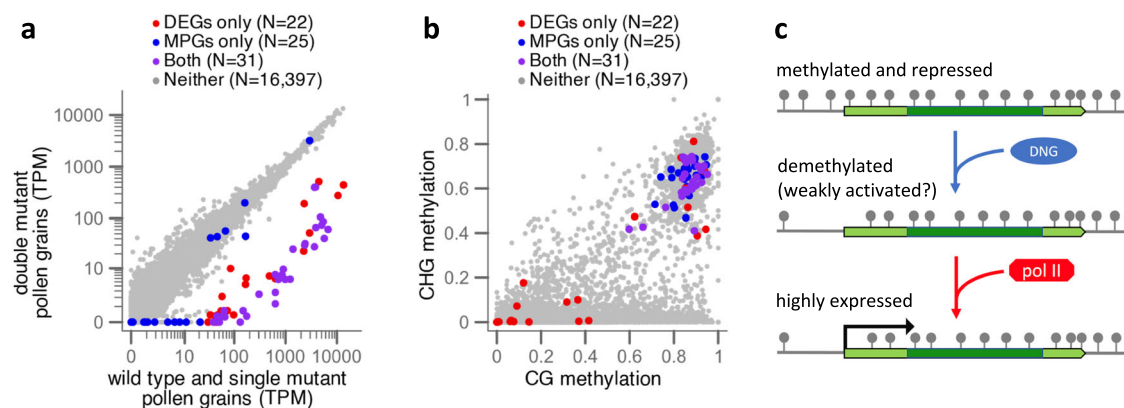 a
DEGs only (N=22)
MPGs only (N=25)
Both (N=31)
Neither (N=16,397)
double mutant
pollen grains (TPM)
10000
1000
100
10
0
0
10
100
1000
10000
wild type and single mutant
pollen grains (TPM)
b
DEGs only (N=22)
MPGs only (N=25)
Both (N=31)
Neither (N=16,397)
CHG methylation
1
0.8
0.6
0.4
0.2
0
0
0.2
0.4
0.6
0.8
1
CG methylation
c
methylated and repressed
DNG
demethylated
(weakly activated?)
pol II
highly expressed